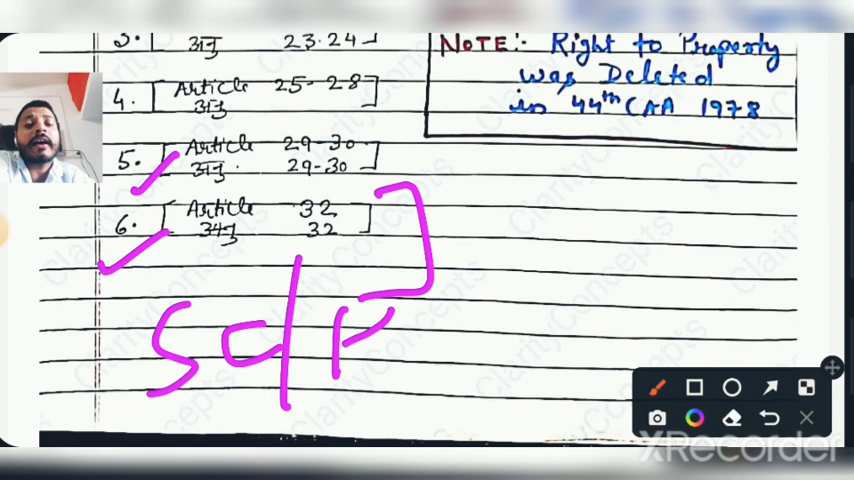 3.
अनु 23.24
NOTE:- Right to Property
was Deleted
in 44th CAA 1978
4. Article 25-28
अनु
5. Article 29-30
अनु. 29-30
6. Article 32
अनु 32
SC/P
ClarityConcepts
XRecorder